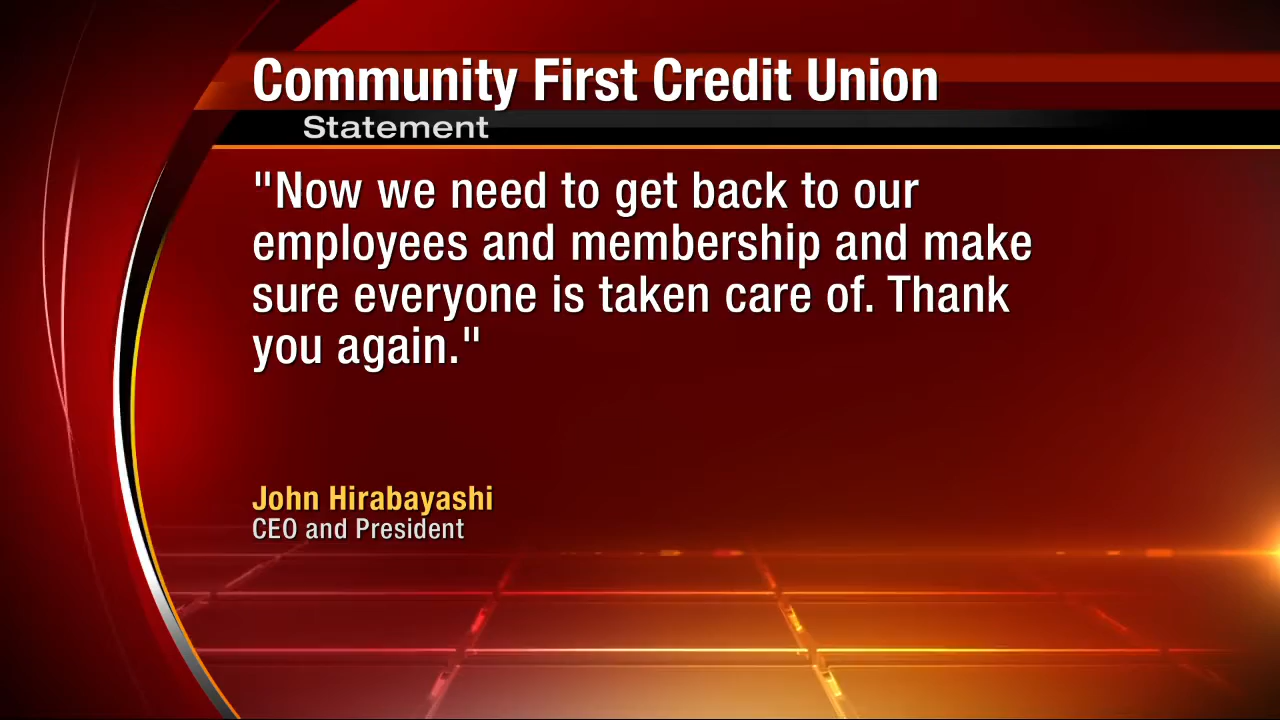 Community First Credit Union
Statement
"Now we need to get back to our
employees and membership and make
sure everyone is taken care of. Thank
you again."
John Hirabayashi
CEO and President